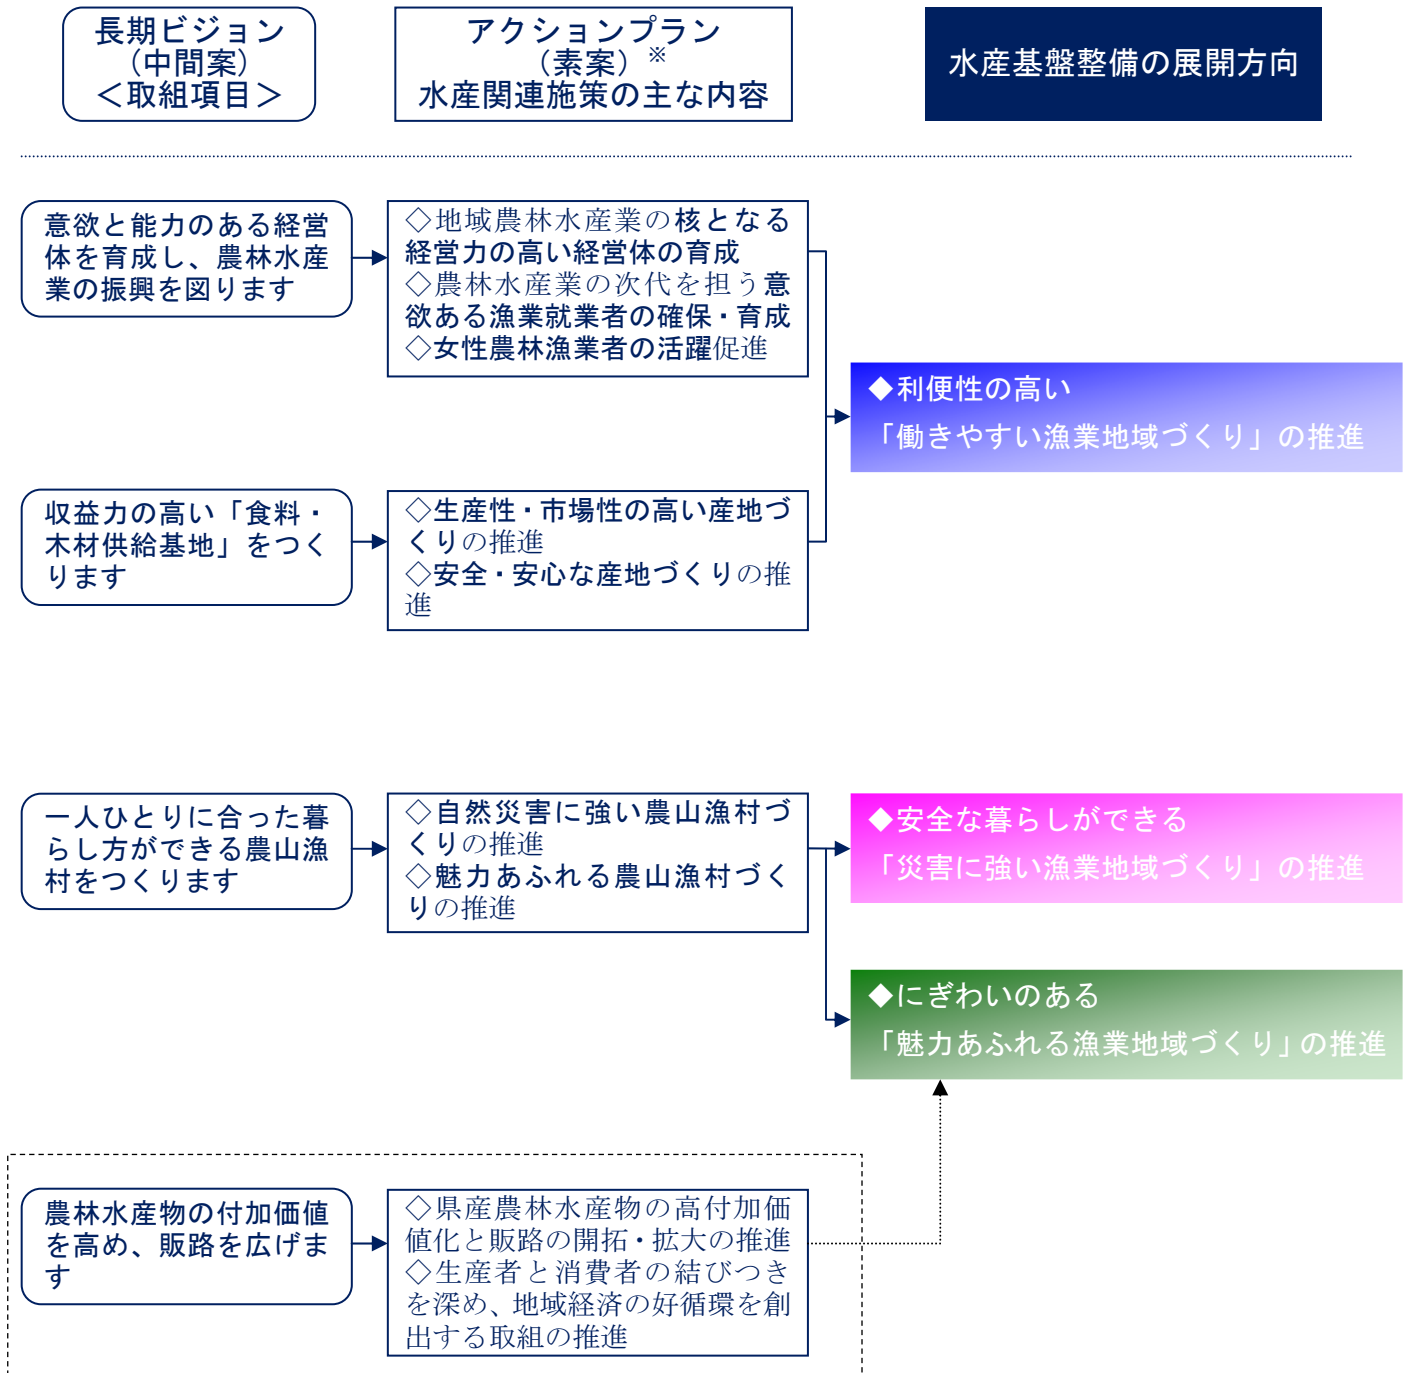 長期ビジョン
(中間案)
＜取組項目＞
アクションプラン
(素案)※
水産関連施策の主な内容
水産基盤整備の展開方向
意欲と能力のある経営
体を育成し、農林水産
業の振興を図ります
◇地域農林水産業の核となる
経営力の高い経営体の育成
◇農林水産業の次代を担う意
欲ある漁業就業者の確保・育成
◇女性農林漁業者の活躍促進
◆利便性の高い
「働きやすい漁業地域づくり」の推進
収益力の高い「食料・
木材供給基地」をつく
ります
◇生産性・市場性の高い産地づ
くりの推進
◇安全・安心な産地づくりの推
進
一人ひとりに合った暮
らし方ができる農山漁
村をつくります
◇自然災害に強い農山漁村づ
くりの推進
◇魅力あふれる農山漁村づく
りの推進
◆安全な暮らしができる
「災害に強い漁業地域づくり」の推進
◆にぎわいのある
「魅力あふれる漁業地域づくり」の推進
農林水産物の付加価値
を高め、販路を広げま
す
◇県産農林水産物の高付加価
値化と販路の開拓・拡大の推進
◇生産者と消費者の結びつき
を深め、地域経済の好循環を創
出する取組の推進